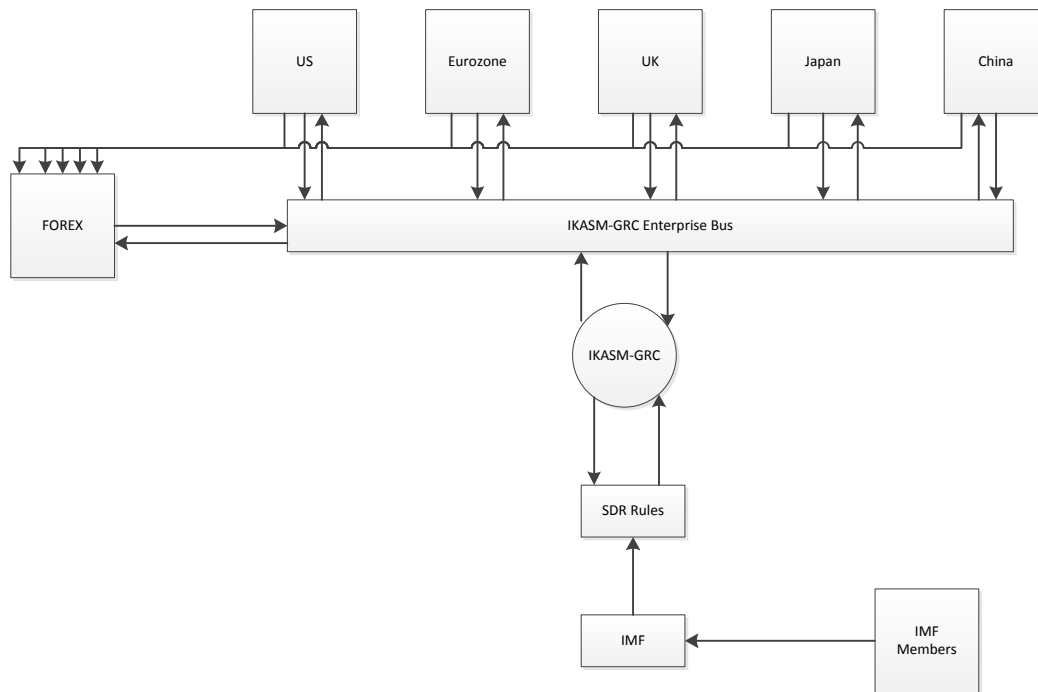 US
Eurozone
UK
Japan
China
FOREX
IKASM-GRC Enterprise Bus
IKASM-GRC
SDR Rules
IMF
IMF
Members